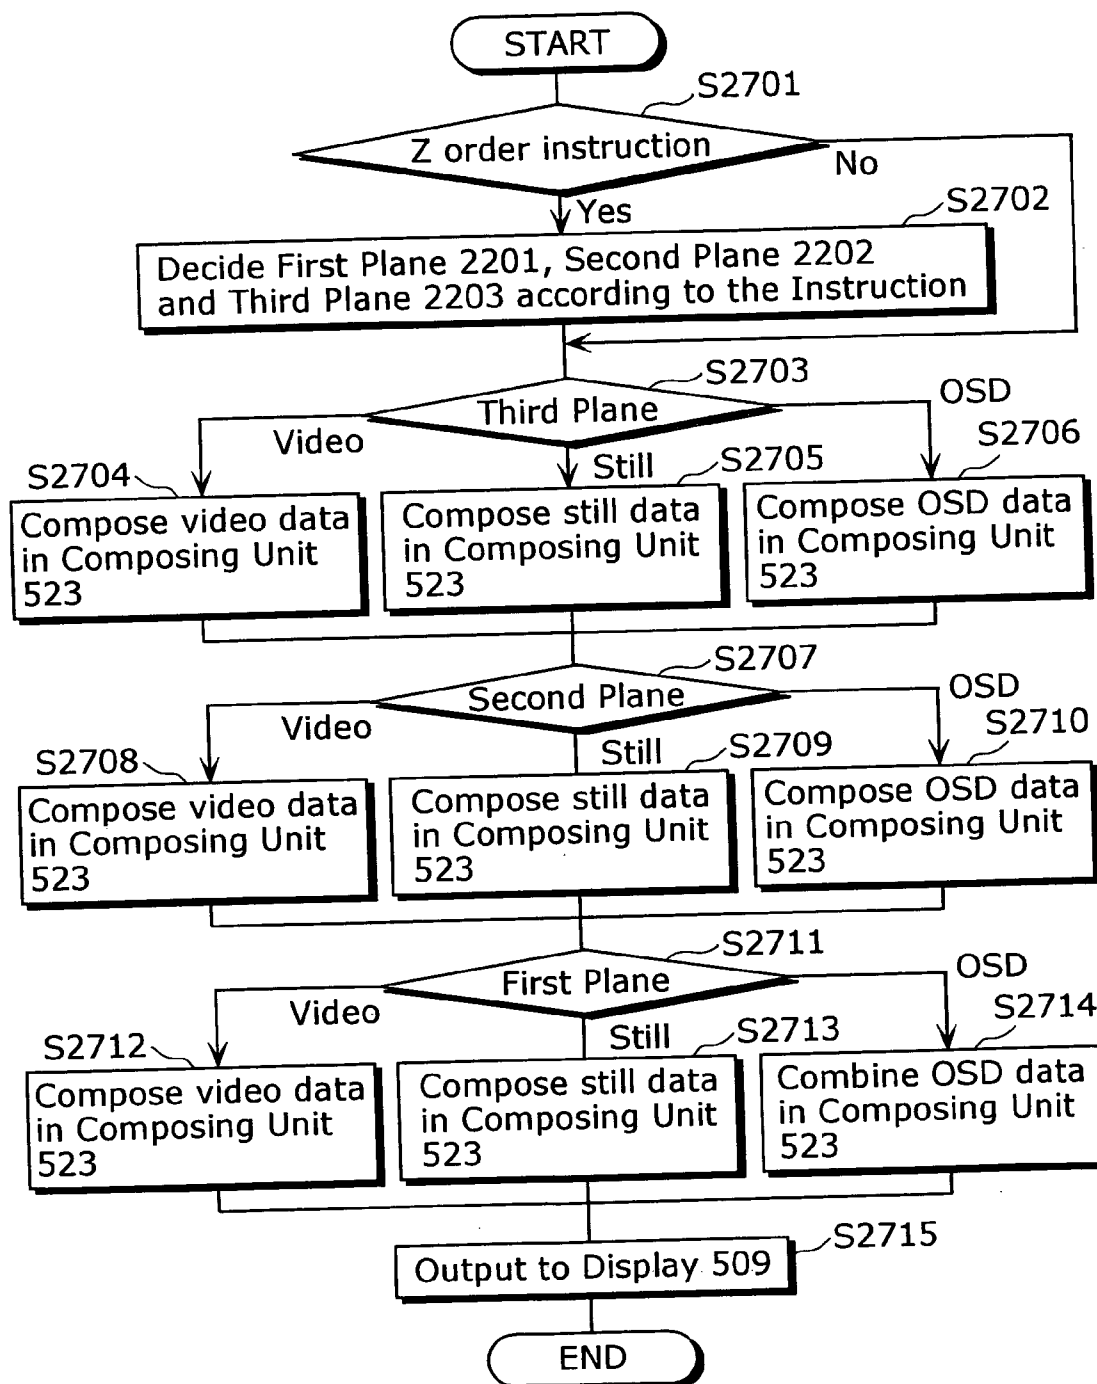 START
S2701
Z order instruction
No
Yes
S2702
Decide First Plane 2201, Second Plane 2202
and Third Plane 2203 according to the Instruction
S2703
Third Plane
Video
Still
OSD
S2704
Compose video data
in Composing Unit
523
S2705
Compose still data
in Composing Unit
523
S2706
Compose OSD data
in Composing Unit
523
S2707
Second Plane
Video
Still
OSD
S2708
Compose video data
in Composing Unit
523
S2709
Compose still data
in Composing Unit
523
S2710
Compose OSD data
in Composing Unit
523
S2711
First Plane
Video
Still
OSD
S2712
Compose video data
in Composing Unit
523
S2713
Compose still data
in Composing Unit
523
S2714
Combine OSD data
in Composing Unit
523
S2715
Output to Display 509
END